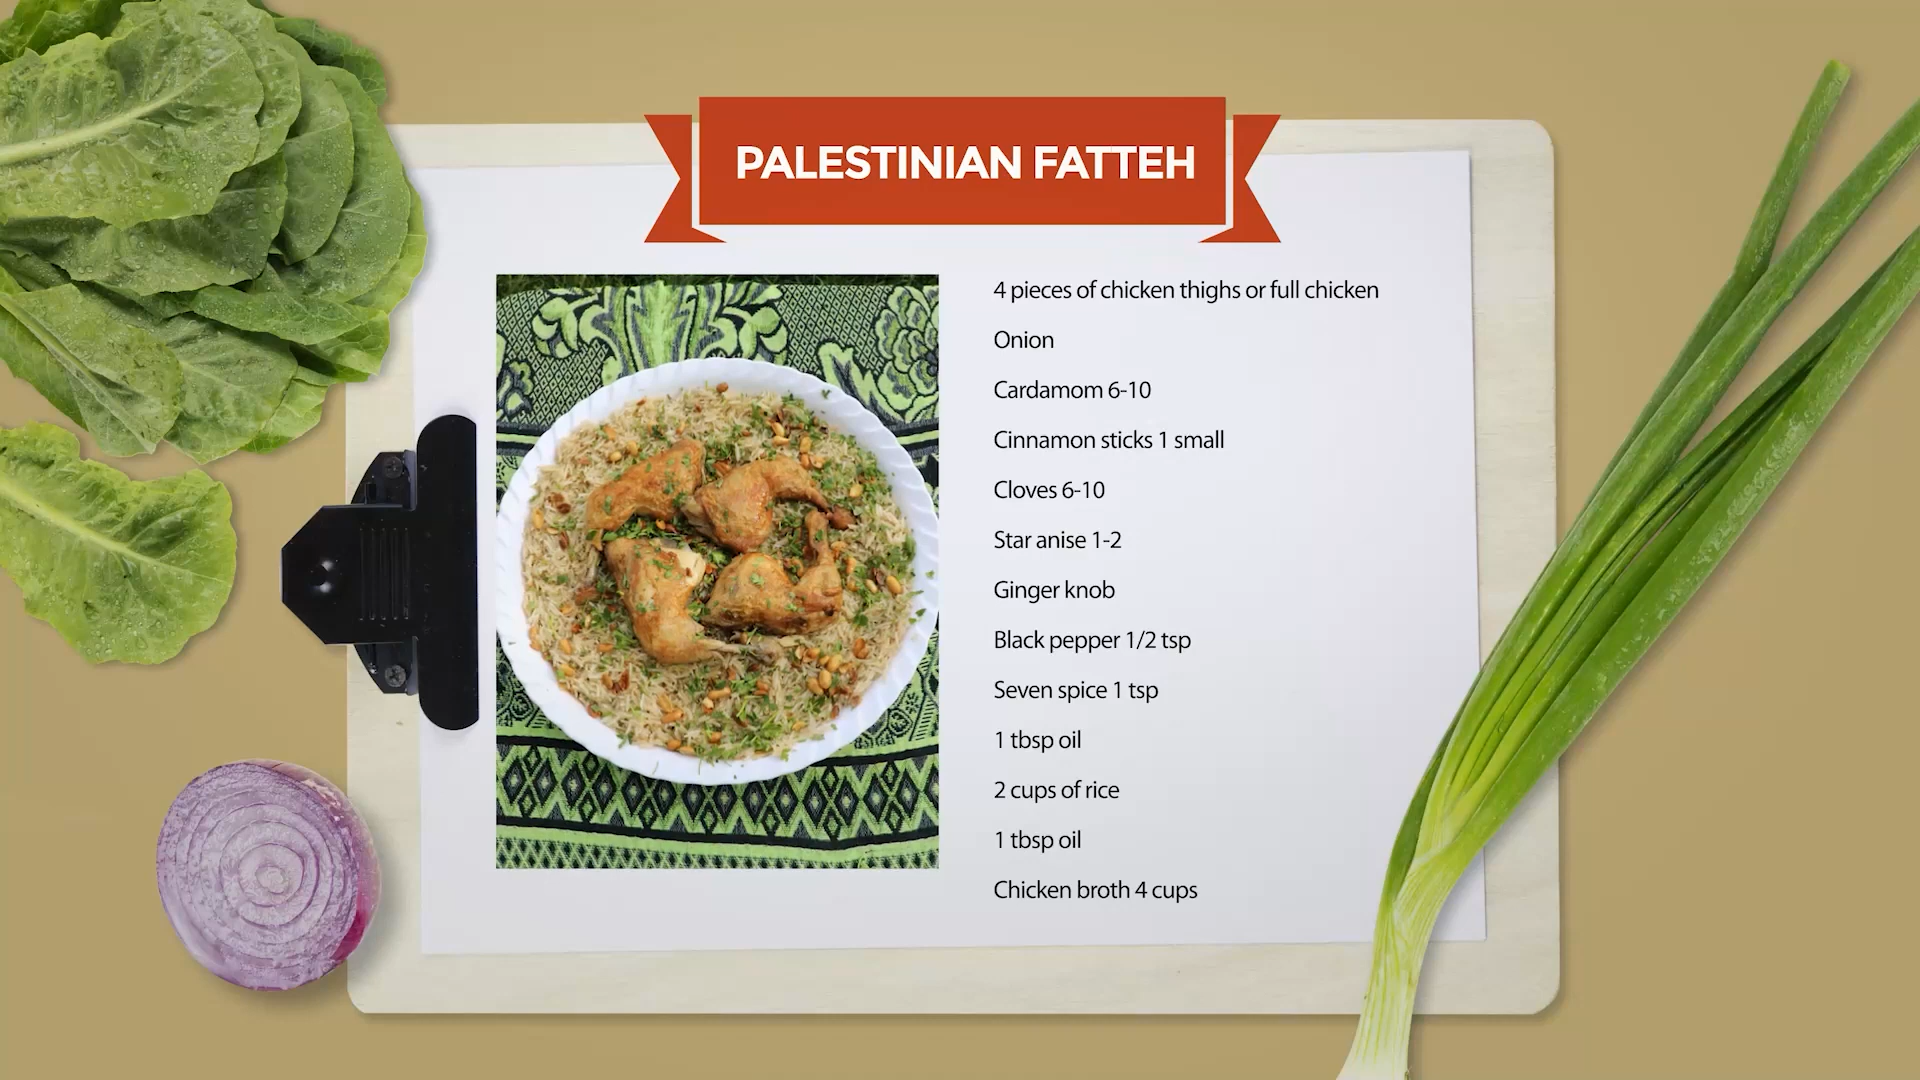 PALESTINIAN FATTEH
4 pieces of chicken thighs or full chicken
Onion
Cardamom 6-10
Cinnamon sticks 1 small
Cloves 6-10
Star anise 1-2
Ginger knob
Black pepper 1/2 tsp
Seven spice 1 tsp
1 tbsp oil
2 cups of rice
1 tbsp oil
Chicken broth 4 cups